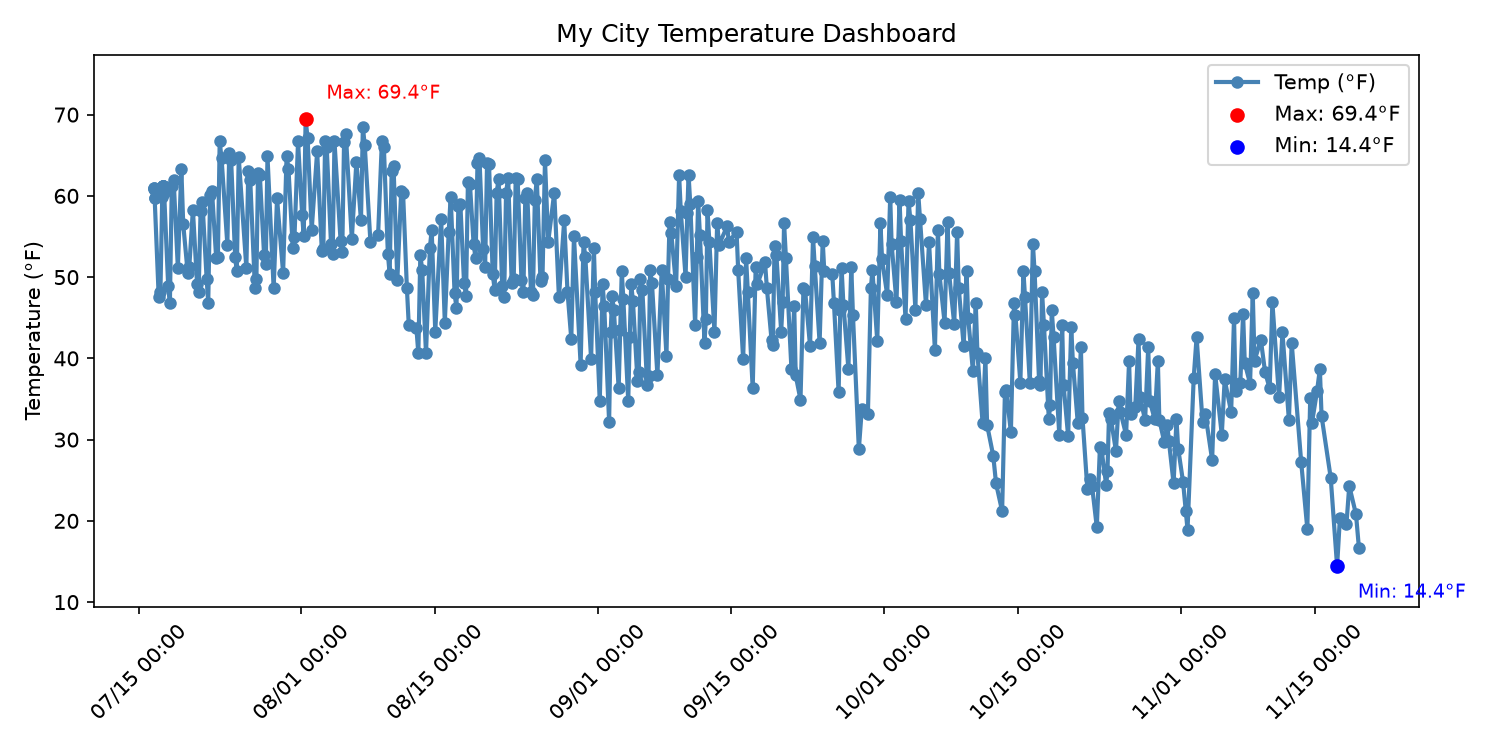 My City Temperature Dashboard
Temperature (°F)
70
60
50
40
30
20
10
Max: 69.4°F
Min: 14.4°F
Temp (°F)
Max: 69.4°F
Min: 14.4°F
07/15 00:00
08/01 00:00
08/15 00:00
09/01 00:00
09/15 00:00
10/01 00:00
10/15 00:00
11/01 00:00
11/15 00:00